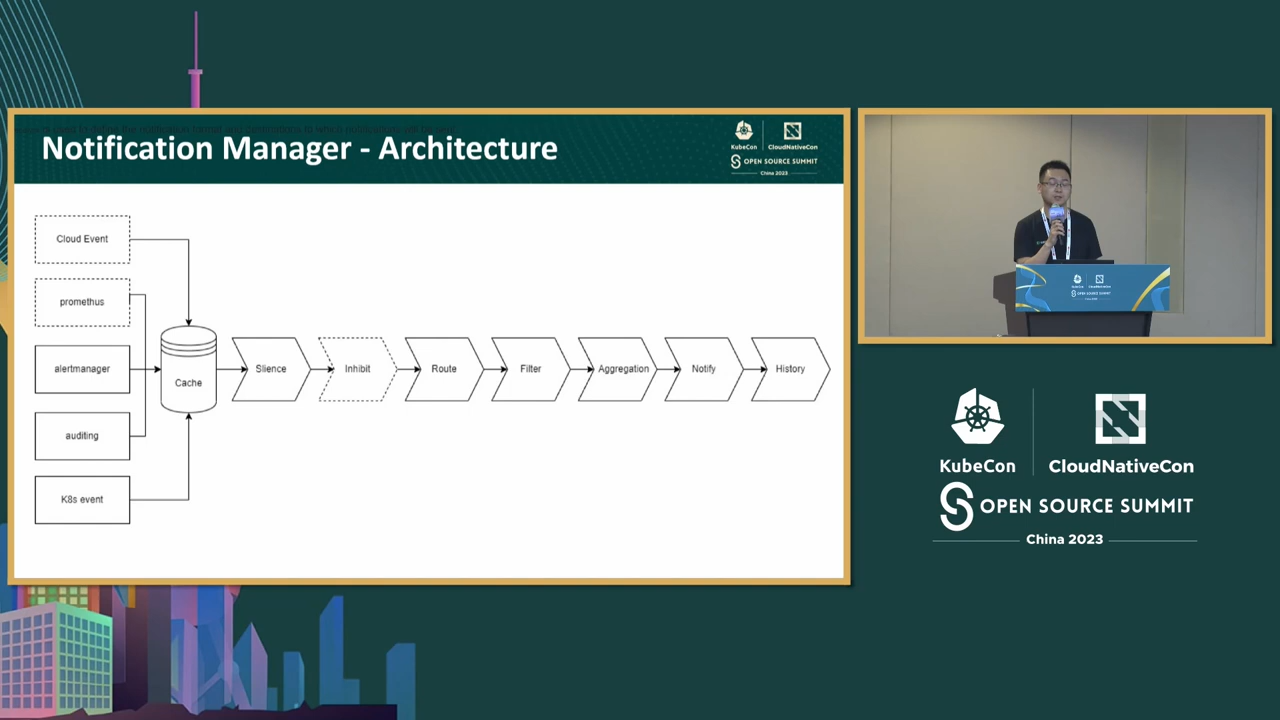 Notification Manager - Architecture
KubeCon
CloudNativeCon
OPEN SOURCE SUMMIT
China 2023
Cloud Event
promethus
alertmanager
auditing
K8s event
Cache
Slience
Inhibit
Route
Filter
Aggregation
Notify
History
KubeCon
CloudNativeCon
OPEN SOURCE SUMMIT
China 2023